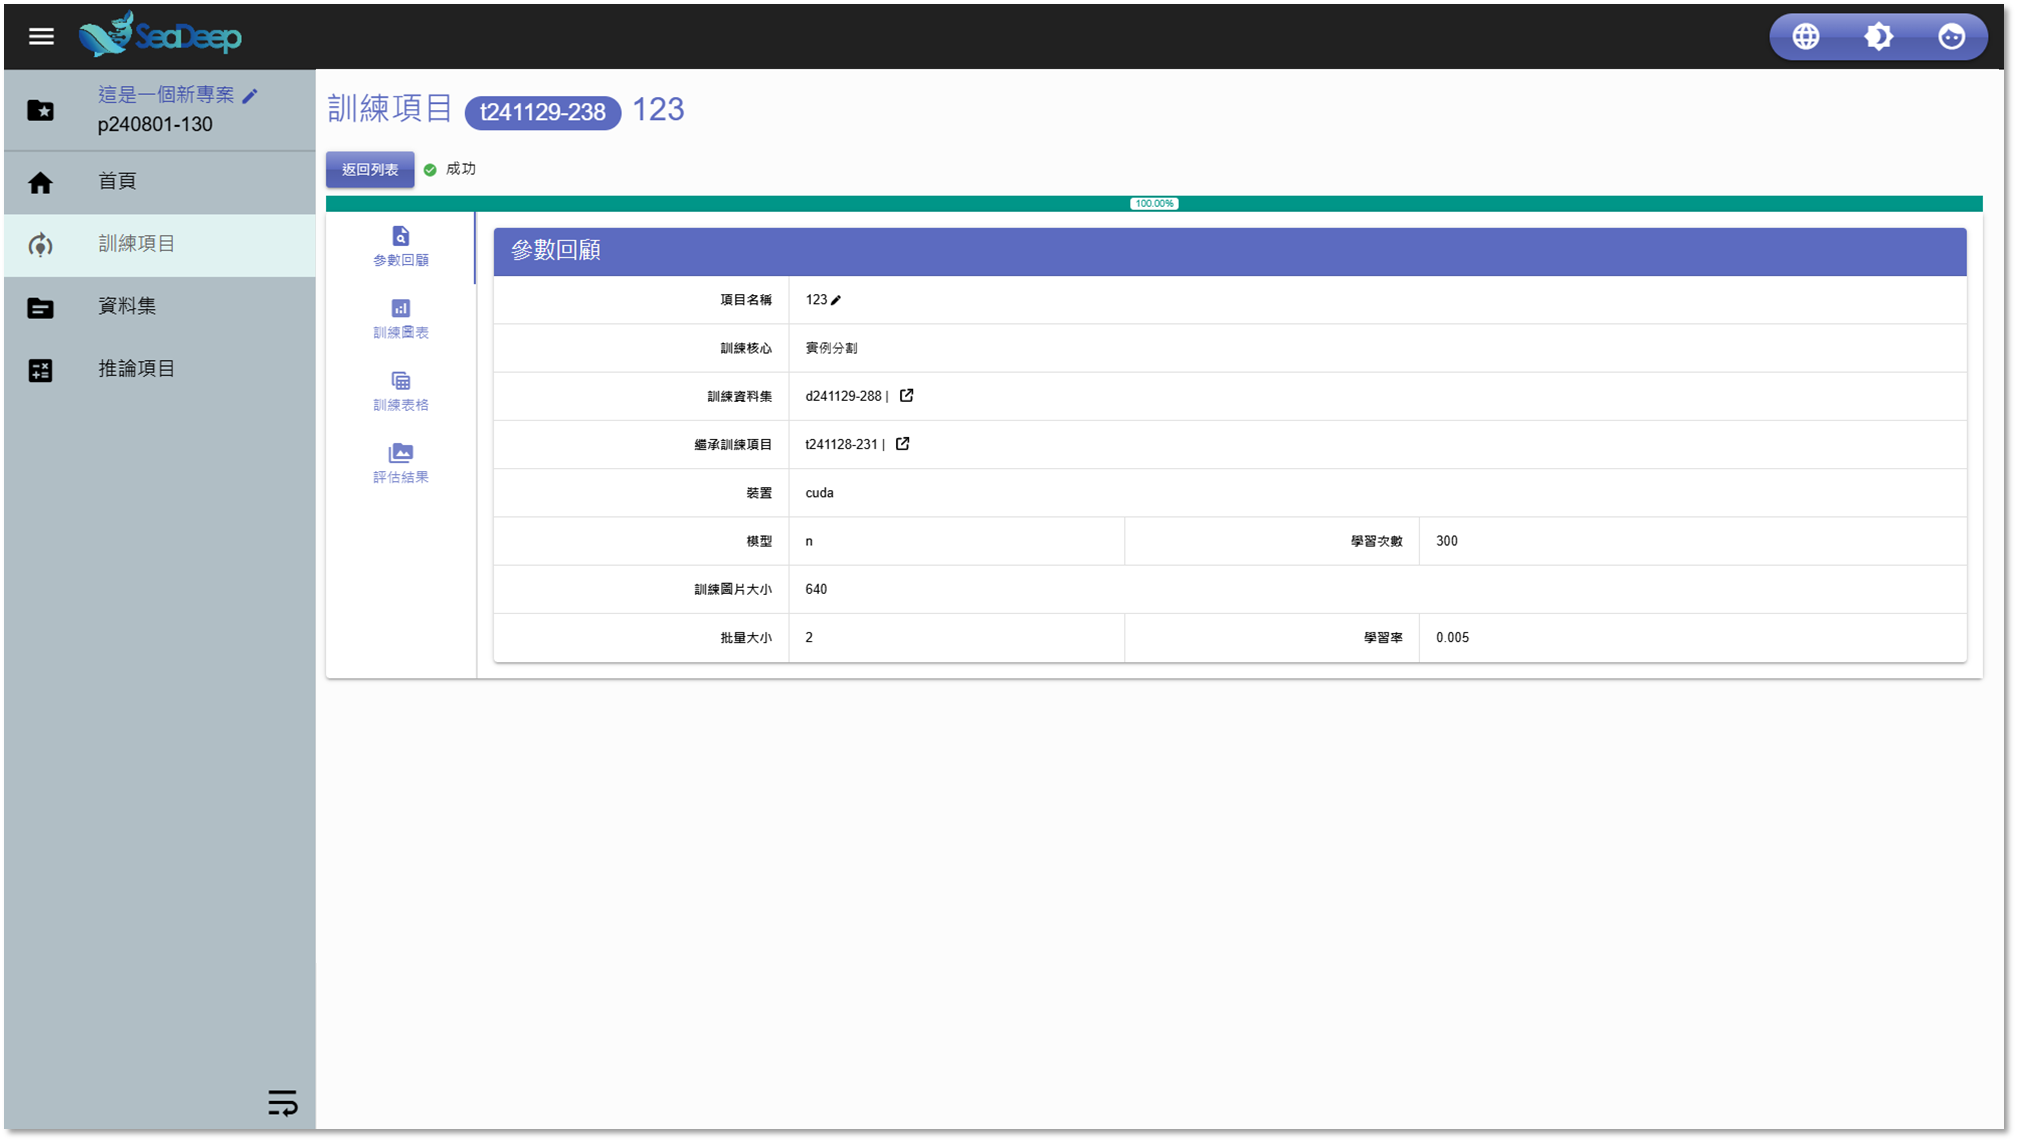 SeaDeep
這是一個新專案
p240801-130
首頁
訓練項目
資料集
推論項目
訓練項目 t241129-238 123
返回列表 成功
100.00%
參數回顧
訓練圖表
訓練表格
評估結果
參數回顧
項目名稱 123
訓練核心 實例分割
訓練資料集 d241129-288 |
繼承訓練項目 t241128-231 |
裝置 cuda
模型 n 學習次數 300
訓練圖片大小 640
批量大小 2 學習率 0.005